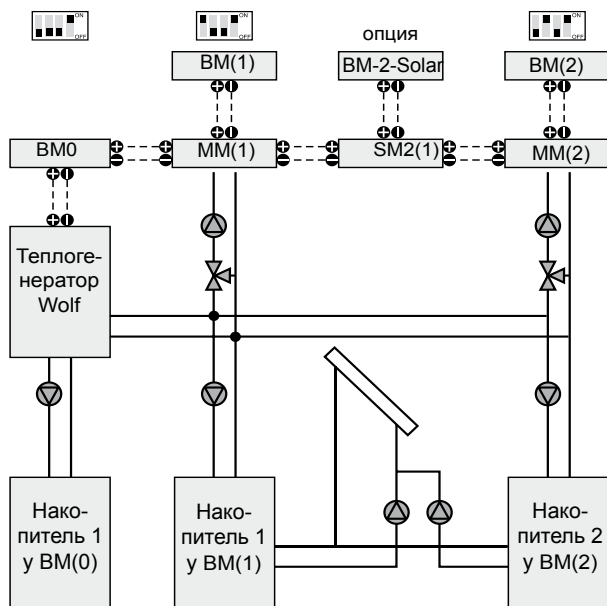 ON
OFF
ON
OFF
опция
ON
OFF
BM(1)
BM-2-Solar
BM(2)
BM0
MM(1)
SM2(1)
MM(2)
Теплоге-
нератор
Wolf
Нако-
питель 1
у BM(0)
Нако-
питель 1
у BM(1)
Нако-
питель 2
у BM(2)